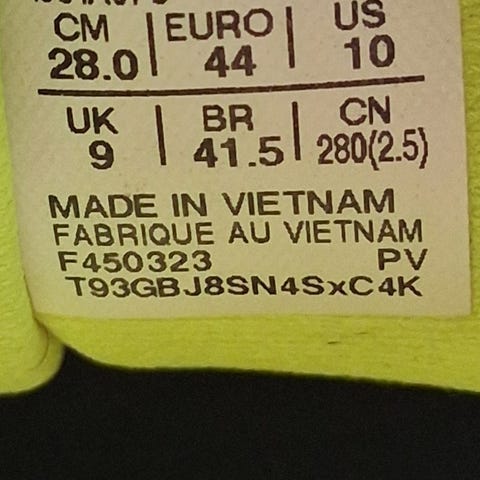 CM | EURO | US
28.0 | 44 | 10
UK | BR | CN
9 | 41.5 | 280(2.5)
MADE IN VIETNAM
FABRIQUE AU VIETNAM
F450323 PV
T93GBJ8SN4SxC4K